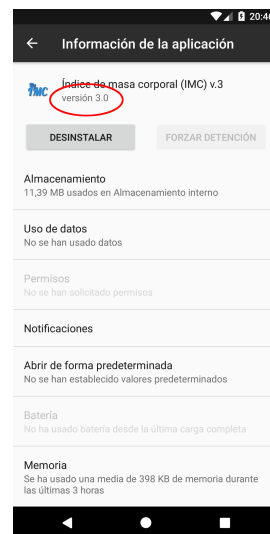 20:46
Información de la aplicación
IMC
Índice de masa corporal (IMC) v.3
versión 3.0
DESINSTALAR
FORZAR DETENCIÓN
Almacenamiento
11,39 MB usados en Almacenamiento interno
Uso de datos
No se han usado datos
Permisos
No se han solicitado permisos
Notificaciones
Abrir de forma predeterminada
No se han establecido valores predeterminados
Batería
No ha usado batería desde la última carga completa
Memoria
Se ha usado una media de 398 KB de memoria durante
las últimas 3 horas